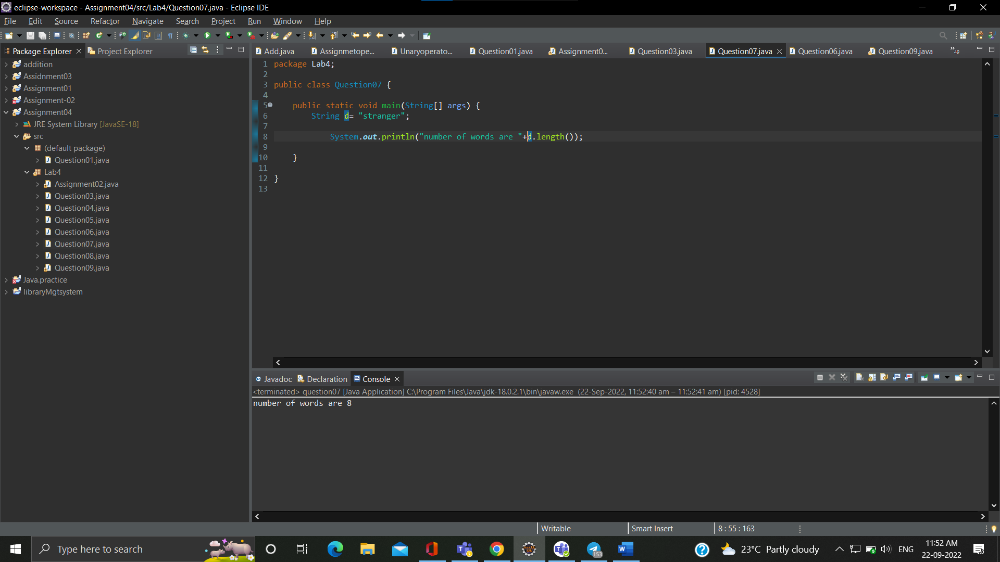 eclipse-workspace - Assignment04/src/Lab4/Question07.java - Eclipse IDE
File Edit Source Refactor Navigate Search Project Run Window Help
Package Explorer Project Explorer
Add.java Assignmetope... Unaryoperato... Question01.java Assignment0... Question03.java Question07.java Question06.java Question09.java »49
addition
Assidnment03
Assignment01
Assignment-02
Assignment04
JRE System Library [JavaSE-18]
src
(default package)
Question01.java
Lab4
Assignment02.java
Question03.java
Question04.java
Question05.java
Question06.java
Question07.java
Question08.java
Question09.java
Java.practice
libraryMgtsystem
1 package Lab4;
2
3 public class Question07 {
4
5 public static void main(String[] args) {
6 String d= "stranger";
7
8 System.out.println("number of words are "+d.length());
9
10 }
11
12 }
13
Javadoc Declaration Console
<terminated> question07 [Java Application] C:\Program Files\Java\jdk-18.0.2.1\bin\javaw.exe (22-Sep-2022, 11:52:40 am – 11:52:41 am) [pid: 4528]
number of words are 8
Writable Smart Insert 8 : 55 : 163
Type here to search
153
23°C Partly cloudy ENG
11:52 AM
22-09-2022